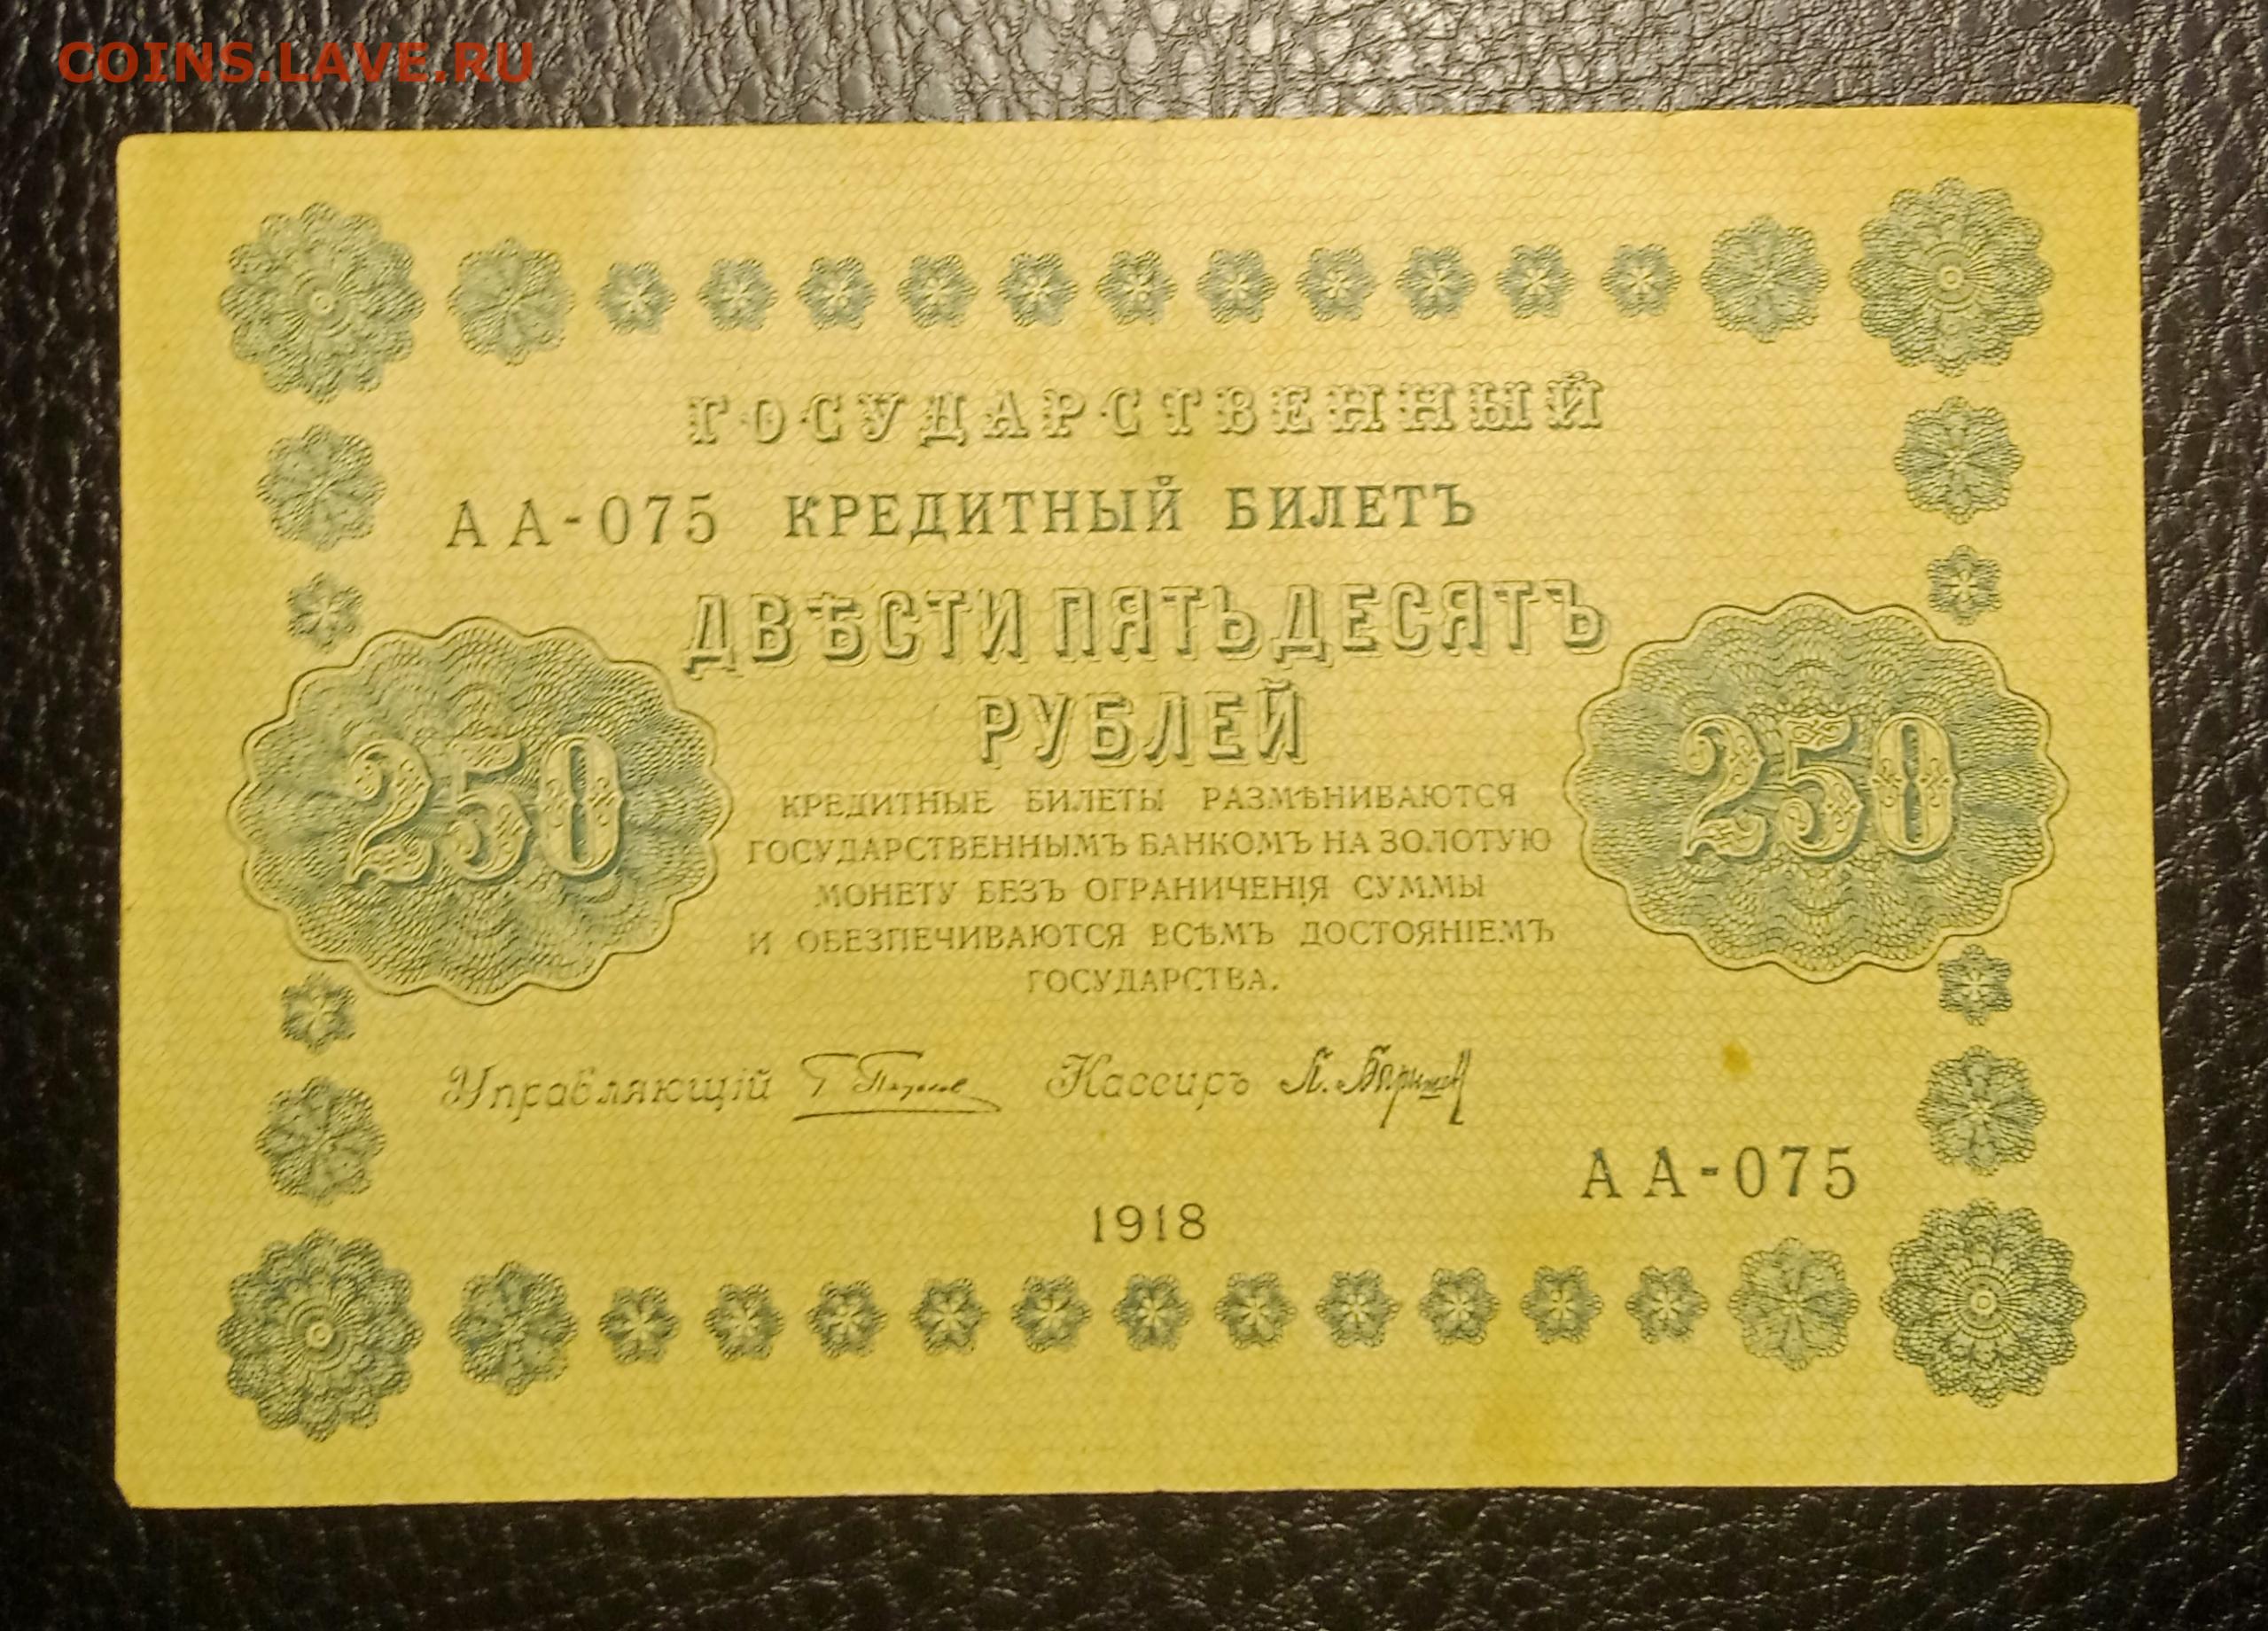 COINS.LAVE.RU
ГОСУДАРСТВЕННЫЙ
АА-075 КРЕДИТНЫЙ БИЛЕТЪ
ДВѢСТИ ПЯТЬДЕСЯТЪ
РУБЛЕЙ
250
250
КРЕДИТНЫЕ БИЛЕТЫ РАЗМѢНИВАЮТСЯ
ГОСУДАРСТВЕННЫМЪ БАНКОМЪ НА ЗОЛОТУЮ
МОНЕТУ БЕЗЪ ОГРАНИЧЕНІЯ СУММЫ
И ОБЕЗПЕЧИВАЮТСЯ ВСѢМЪ ДОСТОЯНІЕМЪ
ГОСУДАРСТВА.
Управляющій Кассиръ
АА-075
1918